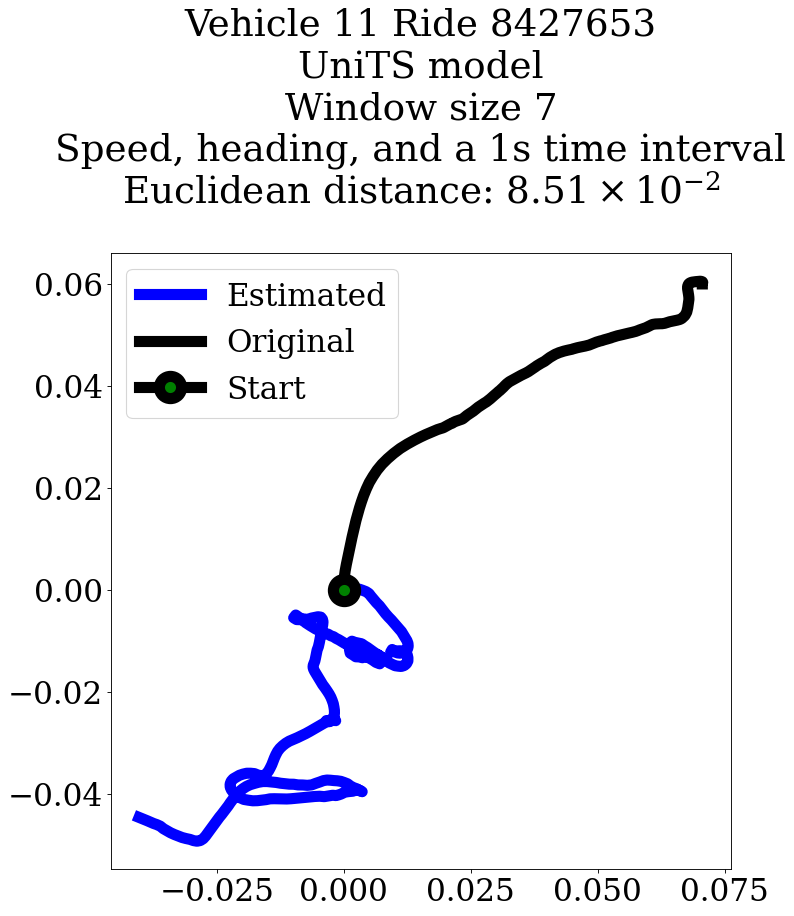 Vehicle 11 Ride 8427653
UniTS model
Window size 7
Speed, heading, and a 1s time interval
Euclidean distance: 8.51 × 10⁻²
0.06
0.04
0.02
0.00
−0.02
−0.04
Estimated
Original
Start
−0.025 0.000 0.025 0.050 0.075